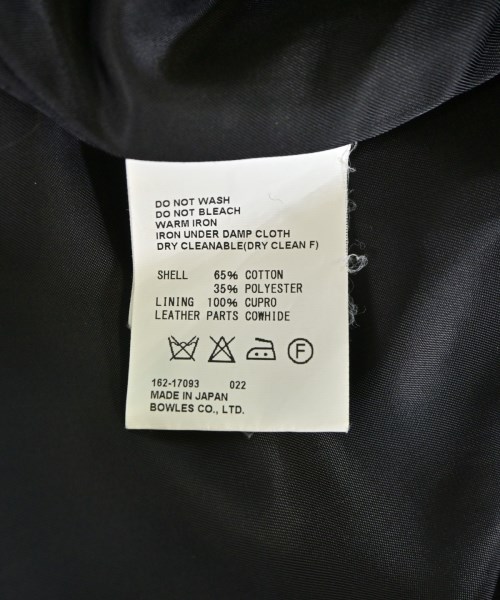 DO NOT WASH
DO NOT BLEACH
WARM IRON
IRON UNDER DAMP CLOTH
DRY CLEANABLE(DRY CLEAN F)
SHELL 65% COTTON
35% POLYESTER
LINING 100% CUPRO
LEATHER PARTS COWHIDE
F
162-17093 022
MADE IN JAPAN
BOWLES CO., LTD.